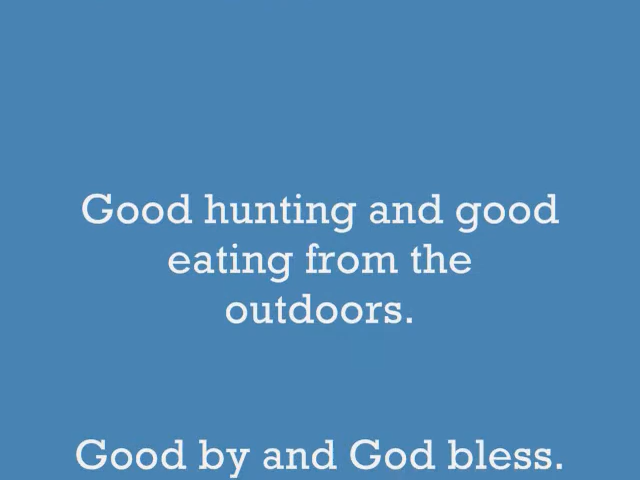 Good hunting and good
eating from the
outdoors.
Good by and God bless.